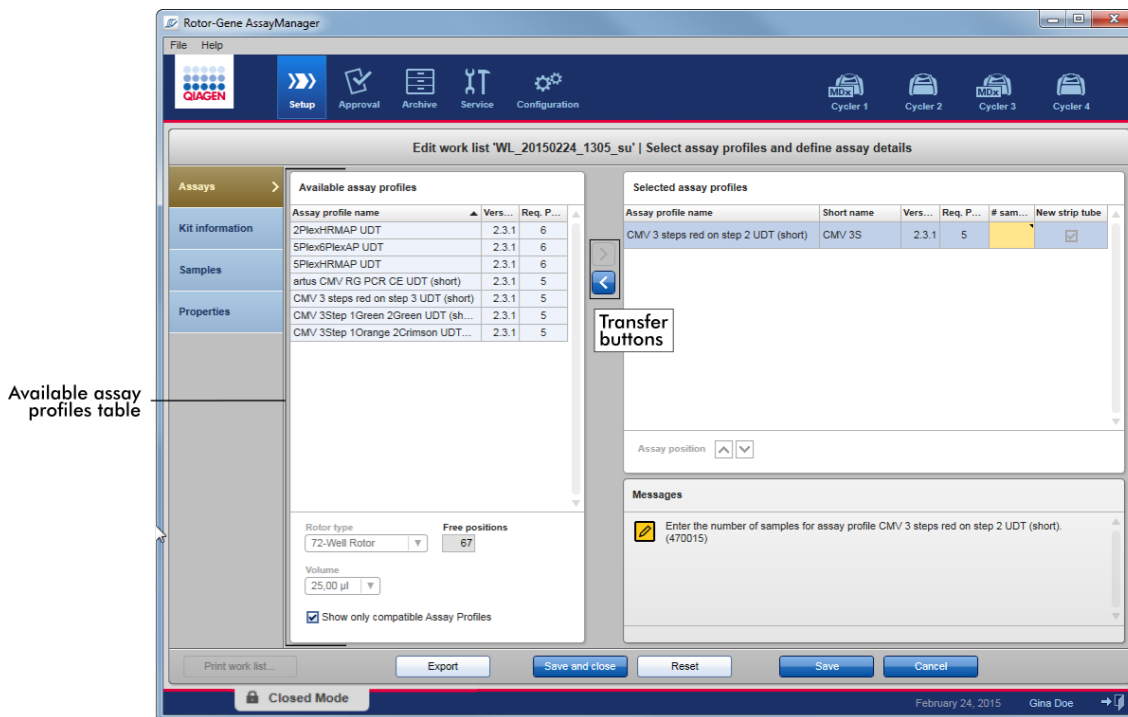 Rotor-Gene AssayManager
File Help
QIAGEN
Setup Approval Archive Service Configuration
MDx MDx
Cycler 1 Cycler 2 Cycler 3 Cycler 4
Edit work list 'WL_20150224_1305_su' | Select assay profiles and define assay details
Assays
Kit information
Samples
Properties
Available assay profiles
Assay profile name Vers... Req. P...
2PlexHRMAP UDT 2.3.1 6
5Plex6PlexAP UDT 2.3.1 6
5PlexHRMAP UDT 2.3.1 6
artus CMV RG PCR CE UDT (short) 2.3.1 5
CMV 3 steps red on step 3 UDT (short) 2.3.1 5
CMV 3Step 1Green 2Green UDT (sh... 2.3.1 5
CMV 3Step 1Orange 2Crimson UDT... 2.3.1 5
Rotor type Free positions
72-Well Rotor 67
Volume
25,00 µl
Show only compatible Assay Profiles
Transfer
buttons
Selected assay profiles
Assay profile name Short name Vers... Req. P... # sam... New strip tube
CMV 3 steps red on step 2 UDT (short) CMV 3S 2.3.1 5
Assay position
Messages
Enter the number of samples for assay profile CMV 3 steps red on step 2 UDT (short).
(470015)
Available assay
profiles table
Print work list... Export Save and close Reset Save Cancel
Closed Mode
February 24, 2015 Gina Doe